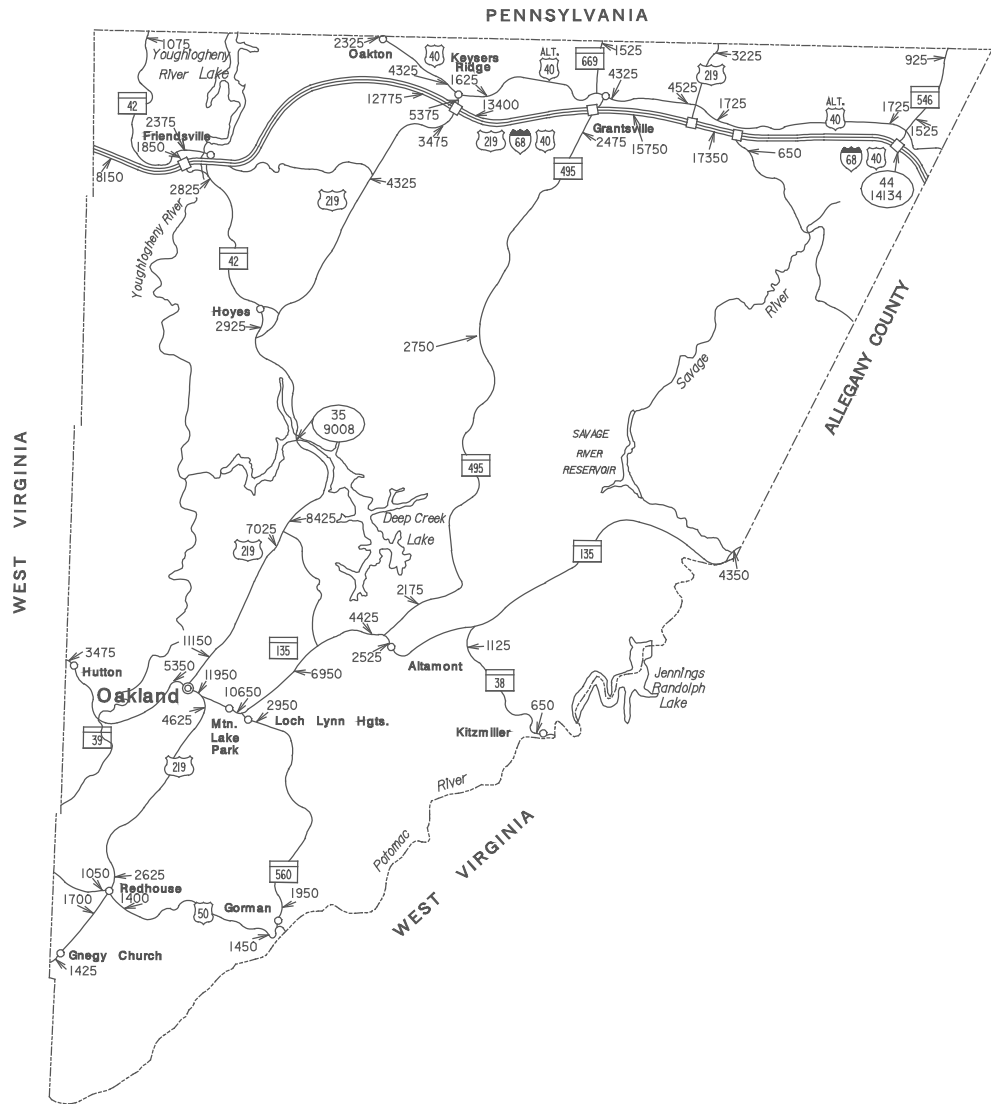 PENNSYLVANIA
1075
Youghiogheny
River Lake
2325
Oakton
40
Keysers
Ridge
ALT.
40
669
1525
3225
219
925
4325
1625
4325
4525
42
12775
5375
13400
1725
ALT.
40
1725
546
2375
Friendsville
1850
3475
219
68
40
Grantsville
2475
15750
17350
650
1525
68
40
8150
2825
4325
495
44
14134
219
Youghiogheny River
42
Hoyes
2925
2750
River
Savage
ALLEGANY COUNTY
35
9008
SAVAGE
RIVER
RESERVOIR
WEST VIRGINIA
495
8425
7025
219
Deep Creek
Lake
135
4350
2175
4425
11150
135
2525
Altamont
1125
3475
Hutton
5350
6950
38
Jennings
Randolph
Lake
Oakland
11950
10650
2950
4625
Mtn.
Lake
Park
Loch Lynn Hgts.
650
Kitzmiller
39
219
River
Potomac
WEST VIRGINIA
1050
2625
Redhouse
560
1700
1400
50
Gorman
1950
1450
Gnegy Church
1425